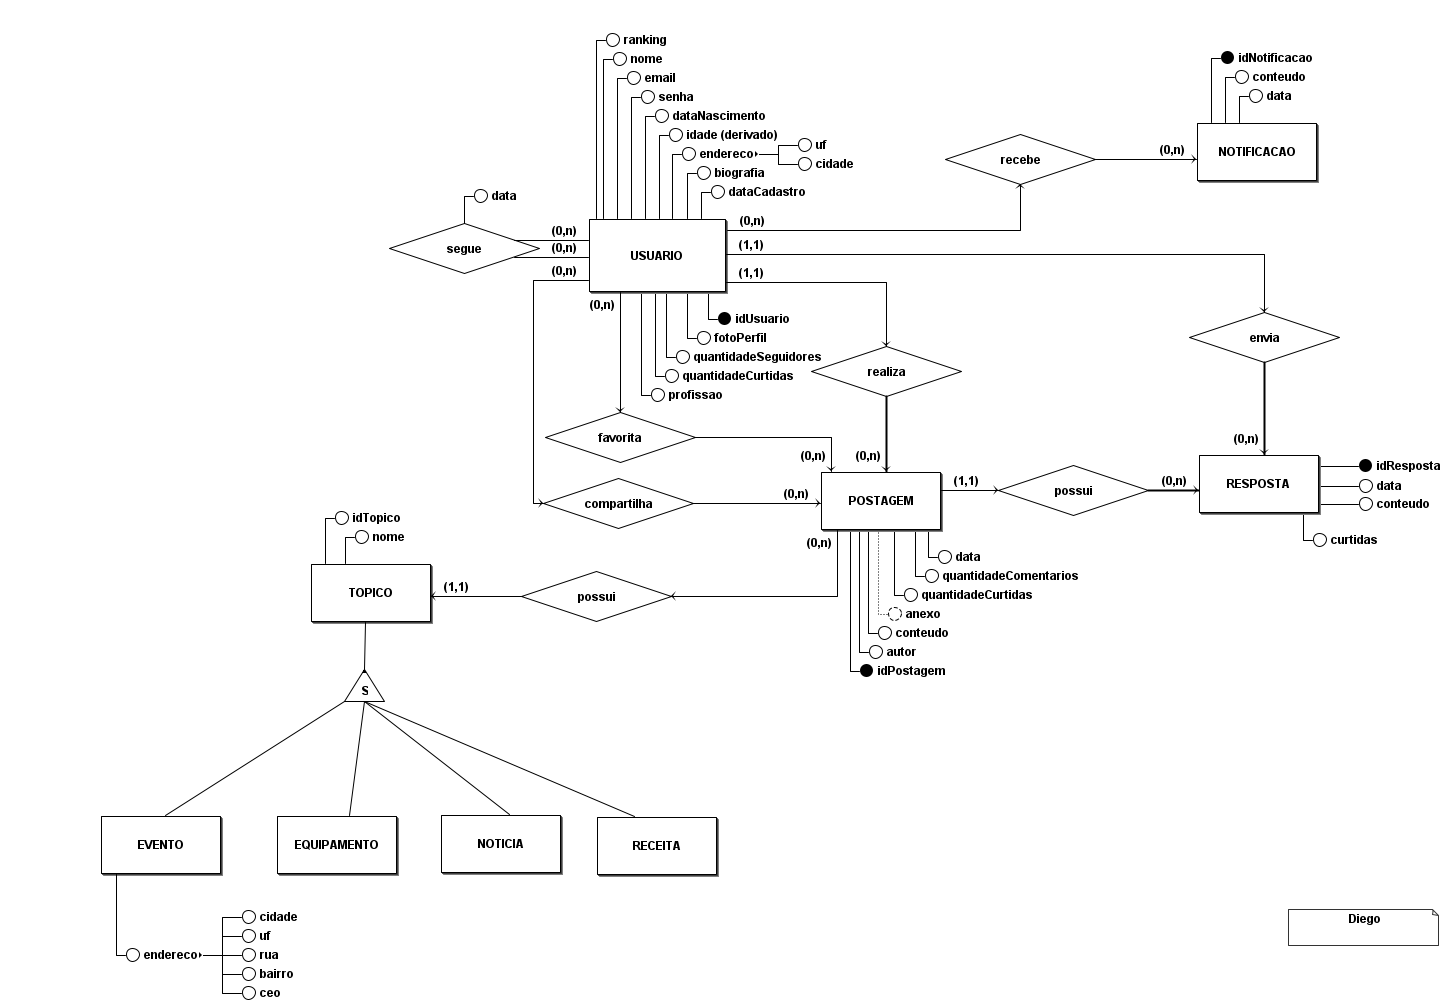 ranking
nome
email
senha
dataNascimento
idade (derivado)
endereco
uf
cidade
biografia
dataCadastro
idNotificacao
conteudo
data
NOTIFICACAO
recebe
(0,n)
(0,n)
data
segue
(0,n)
(0,n)
(0,n)
(0,n)
USUARIO
(1,1)
(1,1)
idUsuario
fotoPerfil
quantidadeSeguidores
quantidadeCurtidas
profissao
realiza
envia
favorita
(0,n)
(0,n)
(0,n)
compartilha
(0,n)
POSTAGEM
(1,1)
possui
(0,n)
RESPOSTA
idResposta
data
conteudo
curtidas
(0,n)
data
quantidadeComentarios
quantidadeCurtidas
anexo
conteudo
autor
idPostagem
idTopico
nome
TOPICO
(1,1)
possui
S
EVENTO
EQUIPAMENTO
NOTICIA
RECEITA
endereco
cidade
uf
rua
bairro
ceo
Diego